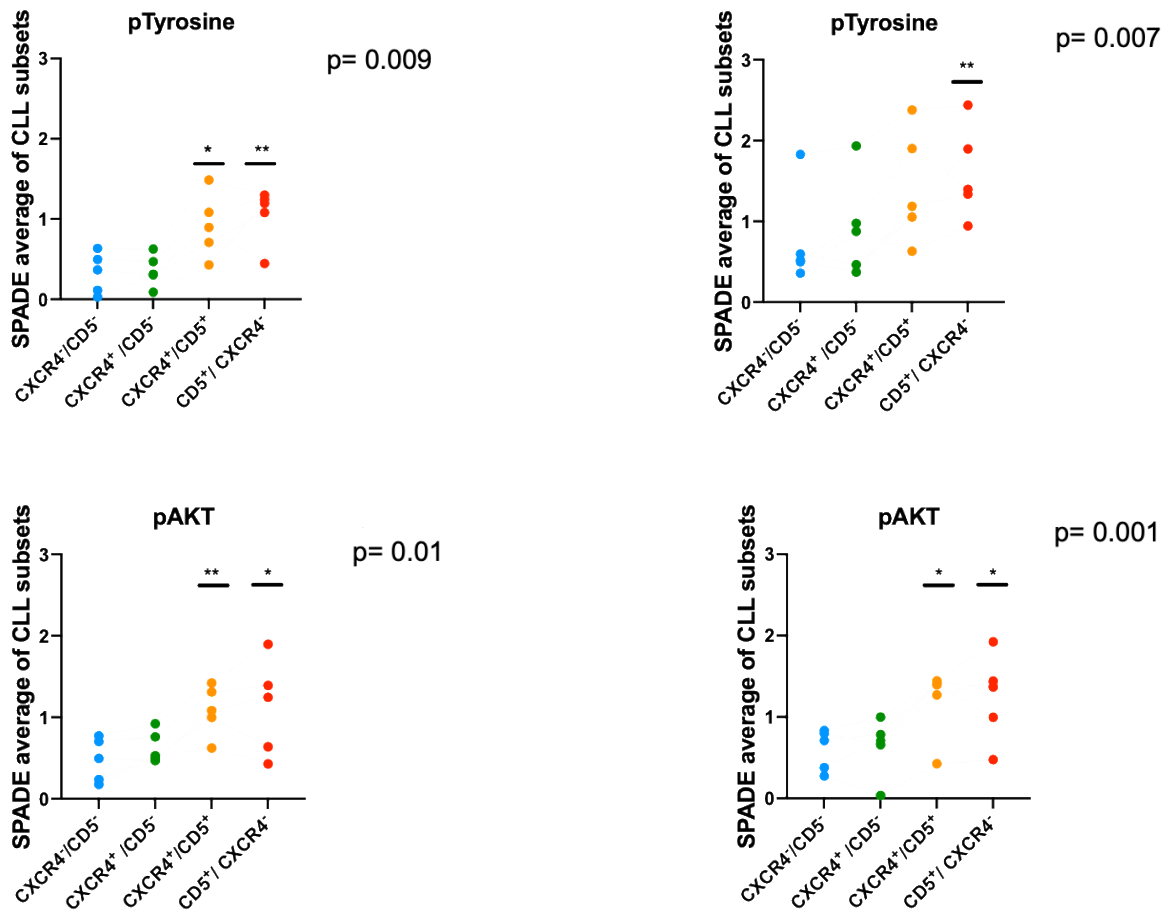 pTyrosine
p= 0.009
SPADE average of CLL subsets
3
2
1
0
*
**
CXCR4⁻/CD5⁻
CXCR4⁺ /CD5⁻
CXCR4⁺/CD5⁺
CD5⁺/ CXCR4⁻
pTyrosine
p= 0.007
SPADE average of CLL subsets
3
2
1
0
**
CXCR4⁻/CD5⁻
CXCR4⁺ /CD5⁻
CXCR4⁺/CD5⁺
CD5⁺/ CXCR4⁻
pAKT
p= 0.01
SPADE average of CLL subsets
3
2
1
0
**
*
CXCR4⁻/CD5⁻
CXCR4⁺ /CD5⁻
CXCR4⁺/CD5⁺
CD5⁺/ CXCR4⁻
pAKT
p= 0.001
SPADE average of CLL subsets
3
2
1
0
*
*
CXCR4⁻/CD5⁻
CXCR4⁺ /CD5⁻
CXCR4⁺/CD5⁺
CD5⁺/ CXCR4⁻